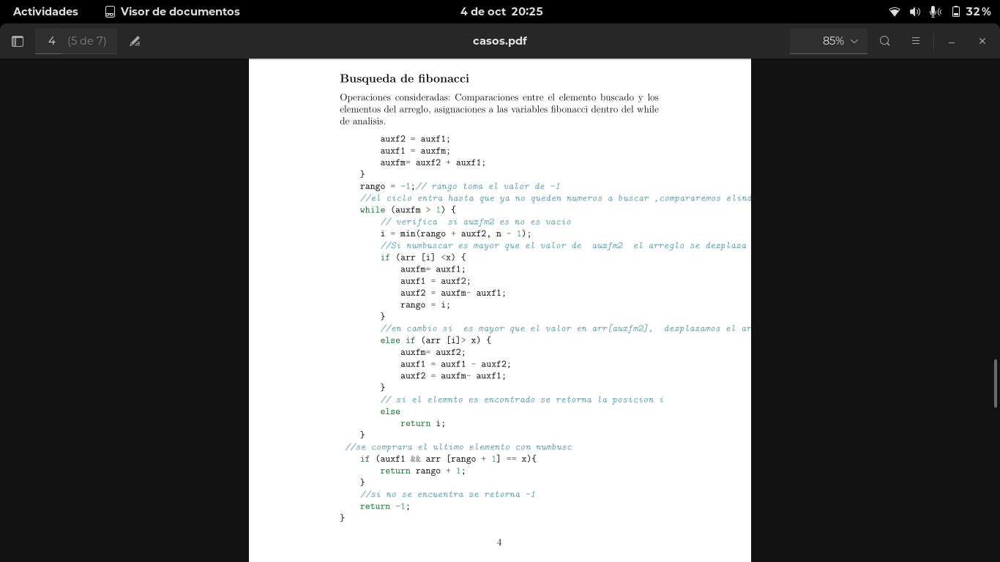 Actividades
Visor de documentos
4 de oct 20:25
32 %
4 (5 de 7)
casos.pdf
85%
Busqueda de fibonacci
Operaciones consideradas: Comparaciones entre el elemento buscado y los
elementos del arreglo, asignaciones a las variables fibonacci dentro del while
de analisis.
auxf2 = auxf1;
auxf1 = auxfm;
auxfm= auxf2 + auxf1;
}
rango = -1;// rango toma el valor de -1
//el ciclo entra hasta que ya no queden numeros a buscar ,compararemos elind
while (auxfm > 1) {
// verifica  si auxfm2 es no es vacio
i = min(rango + auxf2, n - 1);
//Si numbuscar es mayor que el valor de  auxfm2  el arreglo se dezplaza
if (arr [i] <x) {
auxfm= auxf1;
auxf1 = auxf2;
auxf2 = auxfm- auxf1;
rango = i;
}
//en cambio si  es mayor que el valor en arr[auxfm2],  dezplazamos el ar
else if (arr [i]> x) {
auxfm= auxf2;
auxf1 = auxf1 - auxf2;
auxf2 = auxfm- auxf1;
}
// si el elemnto es encontrado se retorna la posicion i
else
return i;
}
//se comprara el ultimo elemento con numbusc
if (auxf1 && arr [rango + 1] == x){
return rango + 1;
}
//si no se encuentra se retorna -1
return -1;
}
4